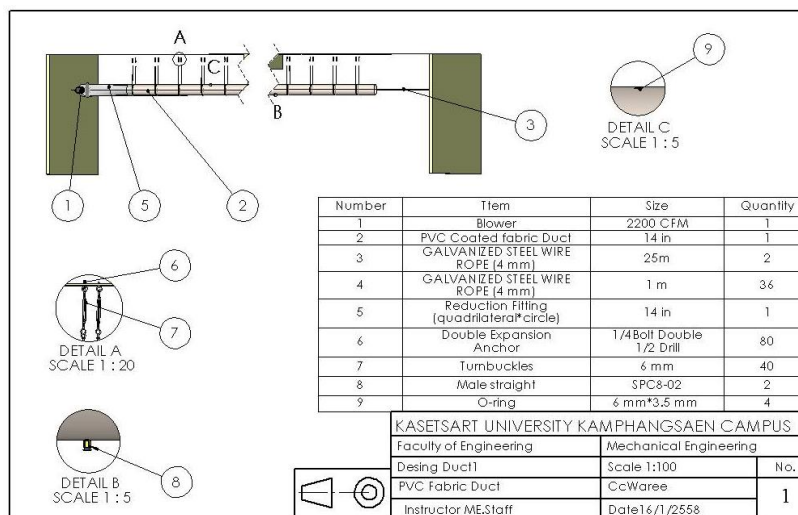 A
C
B
9
DETAIL C
SCALE 1 : 5
3
1
5
2
6
7
DETAIL A
SCALE 1 : 20
8
DETAIL B
SCALE 1 : 5
Number Ttem Size Quantity
1 Blower 2200 CFM 1
2 PVC Coated fabric Duct 14 in 1
3 GALVANIZED STEEL WIRE ROPE (4 mm) 25m 2
4 GALVANIZED STEEL WIRE ROPE (4 mm) 1 m 36
5 Reduction Fitting (quadrilateral*circle) 14 in 1
6 Double Expansion Anchor 1/4Bolt Double 1/2 Drill 80
7 Turnbuckles 6 mm 40
8 Male straight SPC8-02 2
9 O-ring 6 mm*3.5 mm 4
KASETSART UNIVERSITY KAMPHANGSAEN CAMPUS
Faculty of Engineering Mechanical Engineering
Desing Duct1 Scale 1:100 No.
PVC Fabric Duct CcWaree 1
Instructor ME.Staff Date16/1/2558